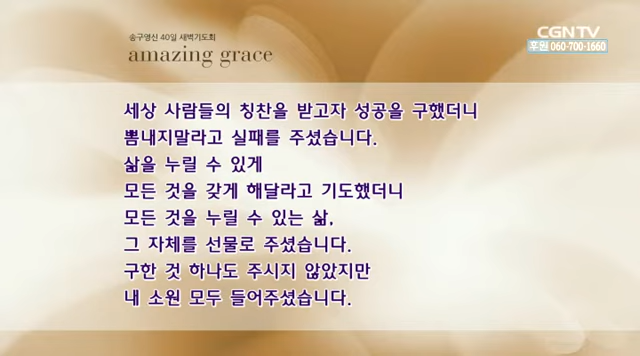 송구영신 40일 새벽기도회
amazing grace
CGNTV
후원 060-700-1660
세상 사람들의 칭찬을 받고자 성공을 구했더니
뽐내지말라고 실패를 주셨습니다.
삶을 누릴 수 있게
모든 것을 갖게 해달라고 기도했더니
모든 것을 누릴 수 있는 삶,
그 자체를 선물로 주셨습니다.
구한 것 하나도 주시지 않았지만
내 소원 모두 들어주셨습니다.